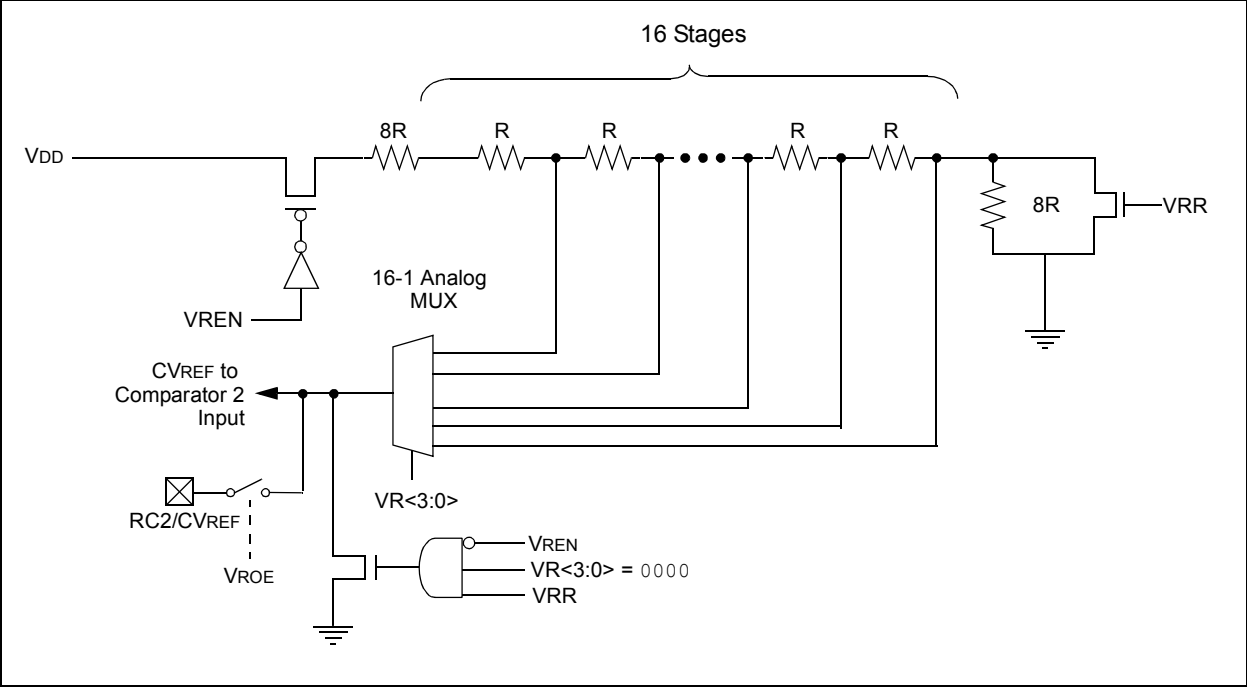 16 Stages
8R R R R R
VDD
8R
VRR
16-1 Analog
MUX
VREN
CVREF to
Comparator 2
Input
VR<3:0>
RC2/CVREF
VROE
VREN
VR<3:0> = 0000
VRR